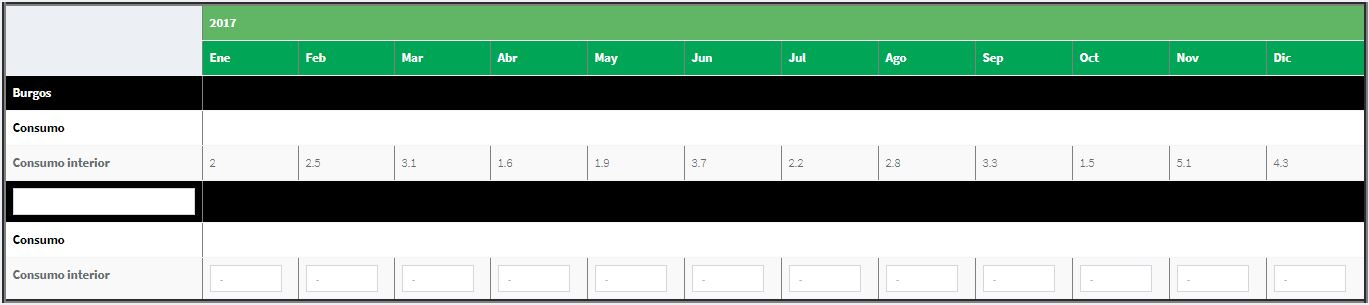 2017
Ene Feb Mar Abr May Jun Jul Ago Sep Oct Nov Dic
Burgos
Consumo
Consumo interior 2 2.5 3.1 1.6 1.9 3.7 2.2 2.8 3.3 1.5 5.1 4.3
Consumo
Consumo interior - - - - - - - - - - - -